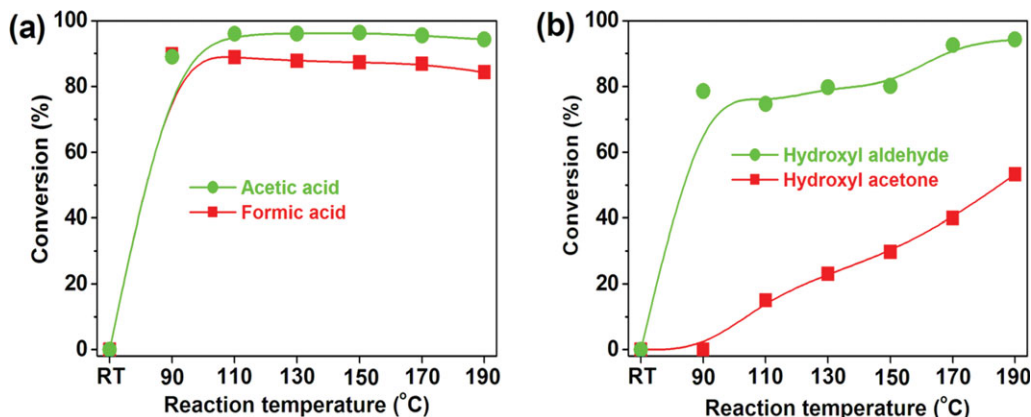 (a)
100
80
60
40
20
0
Conversion (%)
Acetic acid
Formic acid
RT 90 110 130 150 170 190
Reaction temperature (°C)
(b)
100
80
60
40
20
0
Conversion (%)
Hydroxyl aldehyde
Hydroxyl acetone
RT 90 110 130 150 170 190
Reaction temperature (°C)